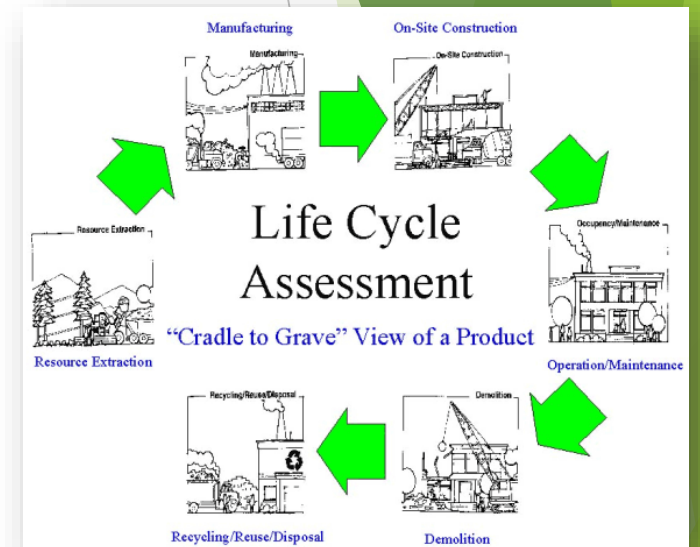 Manufacturing
On-Site Construction
Manufacturing
On-Site Construction
Resource Extraction
Occupency/Maintenance
Life Cycle
Assessment
“Cradle to Grave” View of a Product
Resource Extraction
Operation/Maintenance
Recycling/Reuse/Disposal
Demolition
Recycling/Reuse/Disposal
Demolition